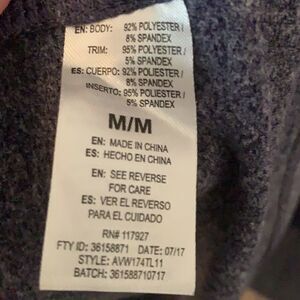 EN: BODY: 92% POLYESTER /
8% SPANDEX
TRIM: 95% POLYESTER /
5% SPANDEX
ES: CUERPO: 92% POLIESTER /
8% SPANDEX
INSERTO: 95% POLIESTER /
5% SPANDEX
M/M
EN: MADE IN CHINA
ES: HECHO EN CHINA
EN: SEE REVERSE
FOR CARE
ES: VER EL REVERSO
PARA EL CUIDADO
RN# 117927
FTY ID: 36158871 DATE: 07/17
STYLE: AVW174TL11
BATCH: 361588710717